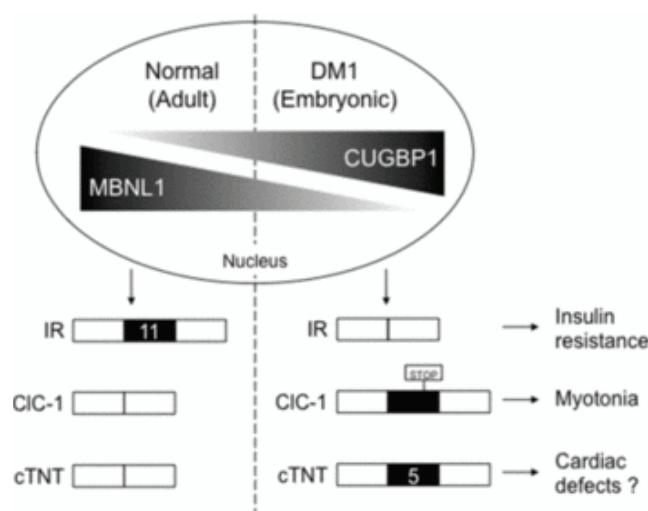 Normal
(Adult)
DM1
(Embryonic)
CUGBP1
MBNL1
Nucleus
IR
11
IR
Insulin
resistance
ClC-1
STOP
ClC-1
Myotonia
cTNT
cTNT
5
Cardiac
defects ?